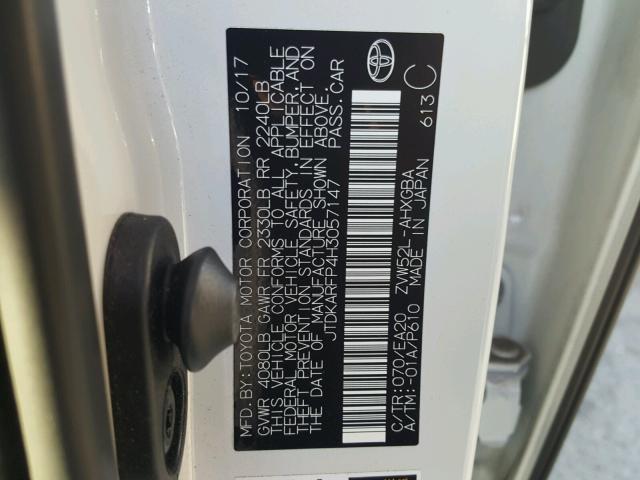 MFD.BY:TOYOTA MOTOR CORPORATION 10/17
GVWR 4080LB GAWR FR 2330LB RR 2240LB
THIS VEHICLE CONFORMS TO ALL APPLICABLE
FEDERAL MOTOR VEHICLE SAFETY, BUMPER, AND
THEFT PREVENTION STANDARDS IN EFFECT ON
THE DATE OF MANUFACTURE SHOWN ABOVE.
JTDKARFP4H3057147 PASS.CAR
C/TR:070/EA20 ZVW52L-AHXGBA
A/TM:-01A/P610 MADE IN JAPAN 613 C